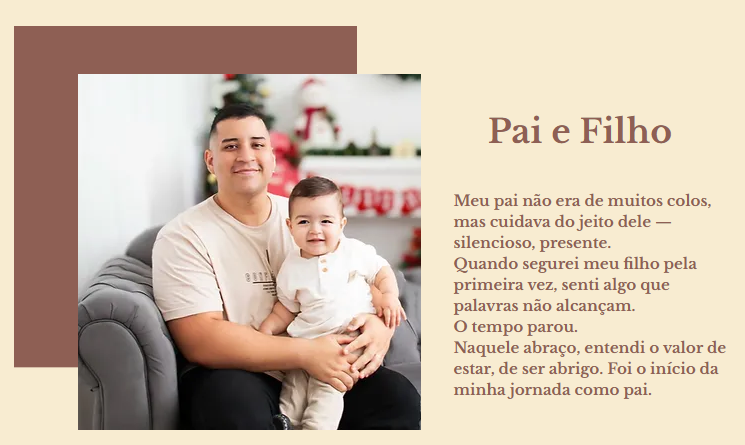 Pai e Filho
Meu pai não era de muitos colos,
mas cuidava do jeito dele —
silencioso, presente.
Quando segurei meu filho pela
primeira vez, senti algo que
palavras não alcançam.
O tempo parou.
Naquele abraço, entendi o valor de
estar, de ser abrigo. Foi o início da
minha jornada como pai.